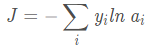 J = − ∑ᵢ yᵢ ln aᵢ